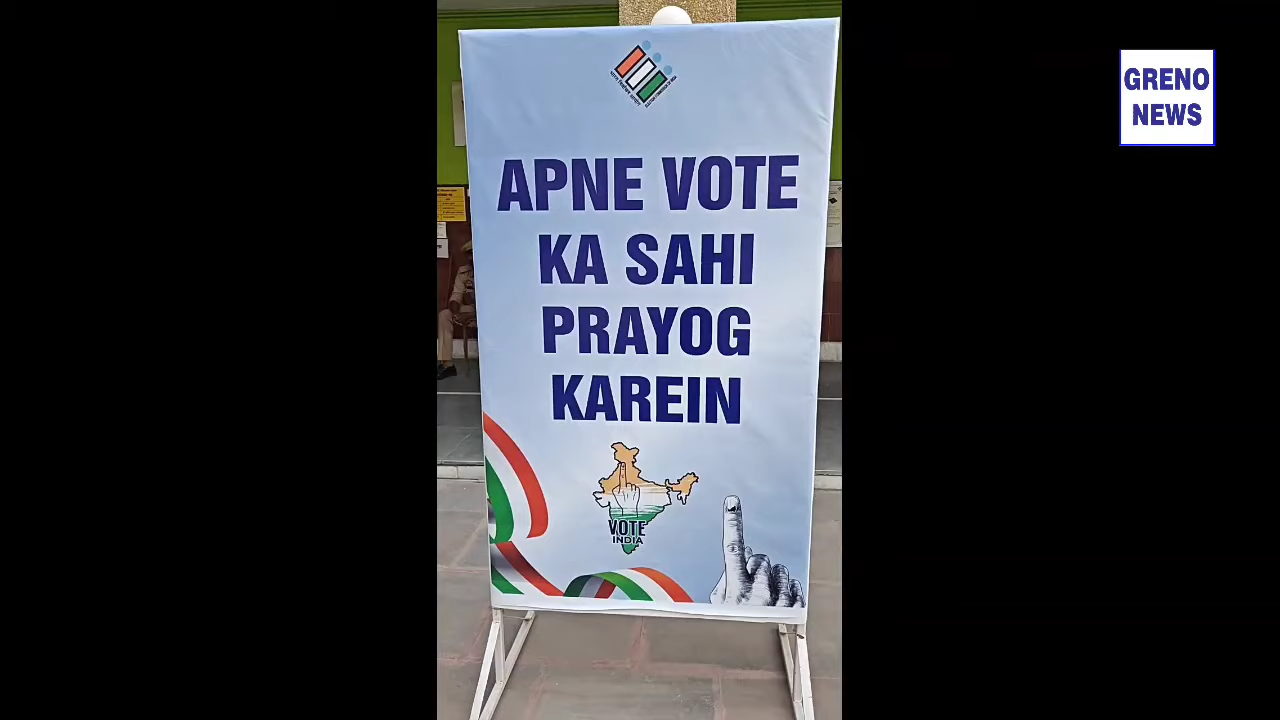 GRENO
NEWS
APNE VOTE
KA SAHI
PRAYOG
KAREIN
VOTE
INDIA